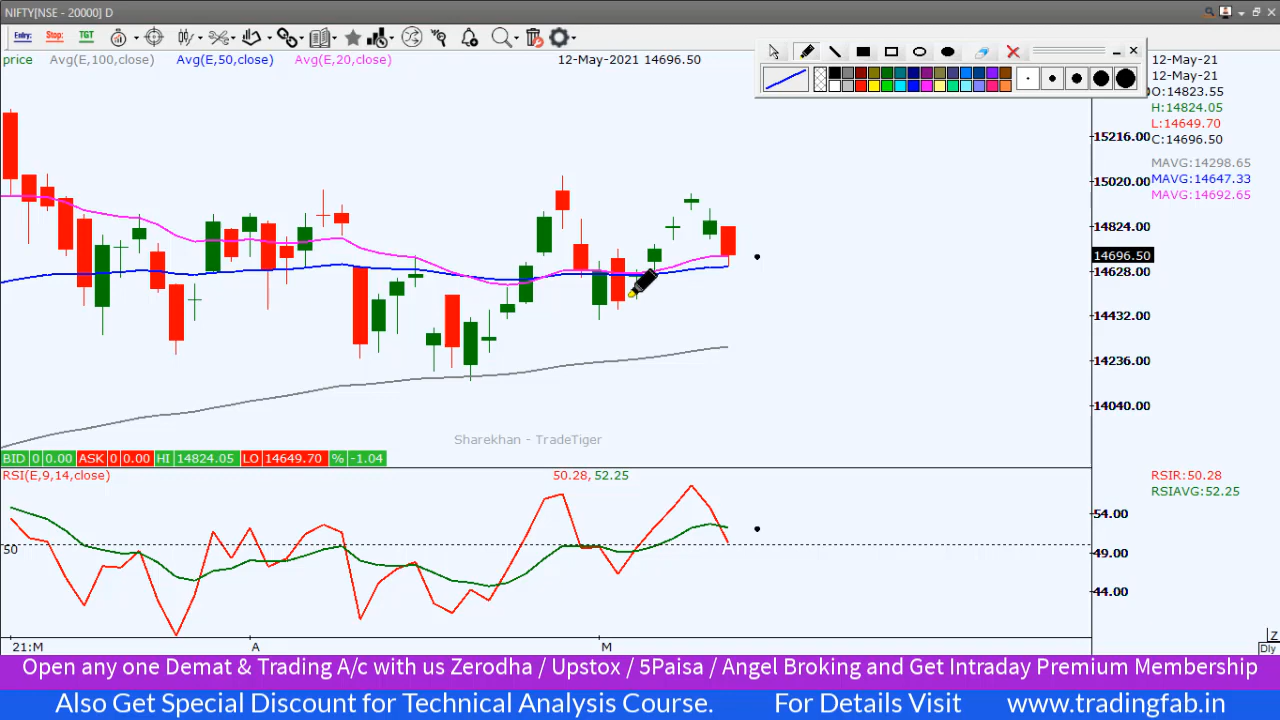 NIFTY[NSE - 20000] D
Entry: Stop: TGT
price Avg(E,100,close) Avg(E,50,close) Avg(E,20,close) 12-May-2021 14696.50
12-May-21
12-May-21
O:14823.55
H:14824.05
L:14649.70
C:14696.50
MAVG:14298.65
MAVG:14647.33
MAVG:14692.65
15216.00
15020.00
14824.00
14696.50
14628.00
14432.00
14236.00
14040.00
Sharekhan - TradeTiger
BID 0 0.00 ASK 0 0.00 HI 14824.05 LO 14649.70 % -1.04
RSI(E,9,14,close) 50.28, 52.25
RSIR:50.28
RSIAVG:52.25
54.00
50
49.00
44.00
21:M A M
Z
Dly
Open any one Demat & Trading A/c with us Zerodha / Upstox / 5Paisa / Angel Broking and Get Intraday Premium Membership
Also Get Special Discount for Technical Analysis Course. For Details Visit www.tradingfab.in